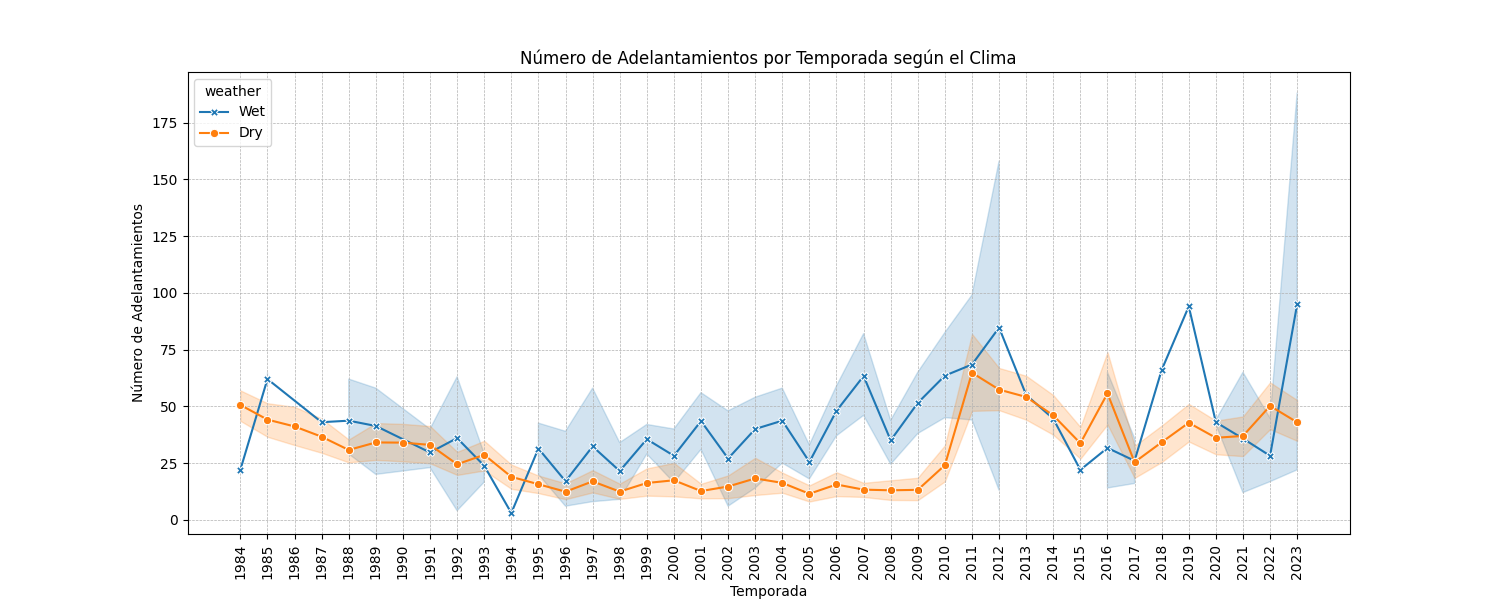 Número de Adelantamientos por Temporada según el Clima
weather
Wet
Dry
Número de Adelantamientos
175
150
125
100
75
50
25
0
1984 1985 1986 1987 1988 1989 1990 1991 1992 1993 1994 1995 1996 1997 1998 1999 2000 2001 2002 2003 2004 2005 2006 2007 2008 2009 2010 2011 2012 2013 2014 2015 2016 2017 2018 2019 2020 2021 2022 2023
Temporada